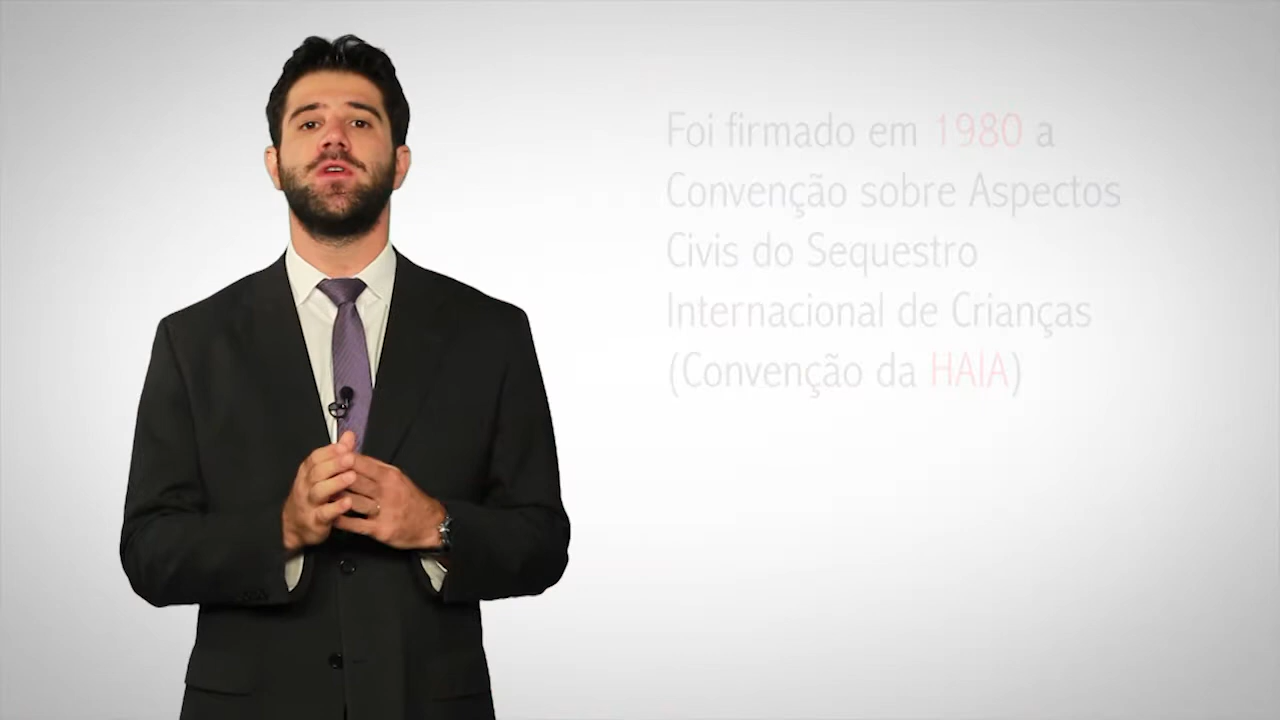 Foi firmado em 1980 a
Convenção sobre Aspectos
Civis do Sequestro
Internacional de Crianças
(Convenção da HAIA)